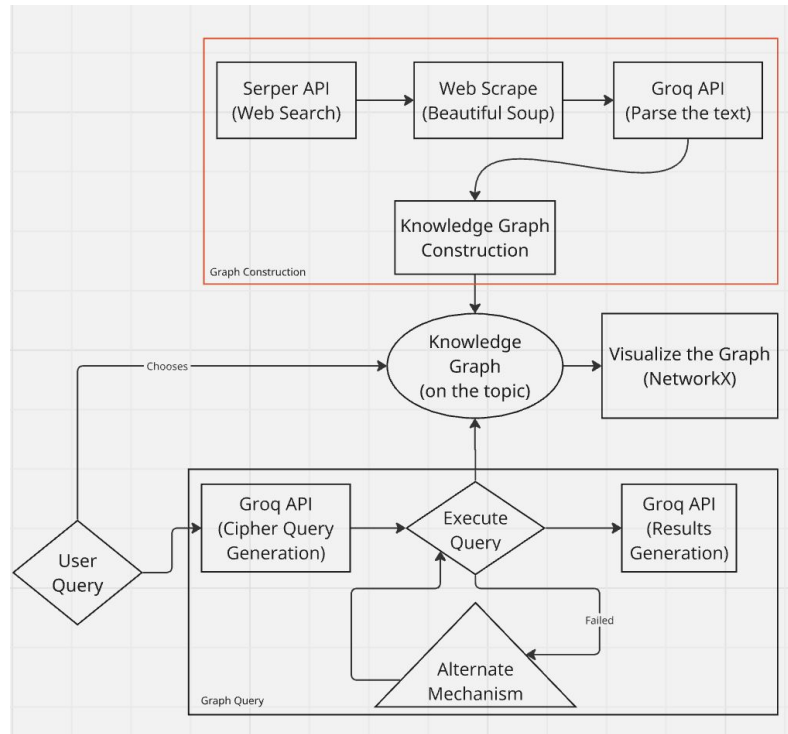 Serper API
(Web Search)
Web Scrape
(Beautiful Soup)
Groq API
(Parse the text)
Knowledge Graph
Construction
Graph Construction
Knowledge
Graph
(on the topic)
Visualize the Graph
(NetworkX)
Chooses
User
Query
Groq API
(Cipher Query
Generation)
Execute
Query
Groq API
(Results
Generation)
Failed
Alternate
Mechanism
Graph Query